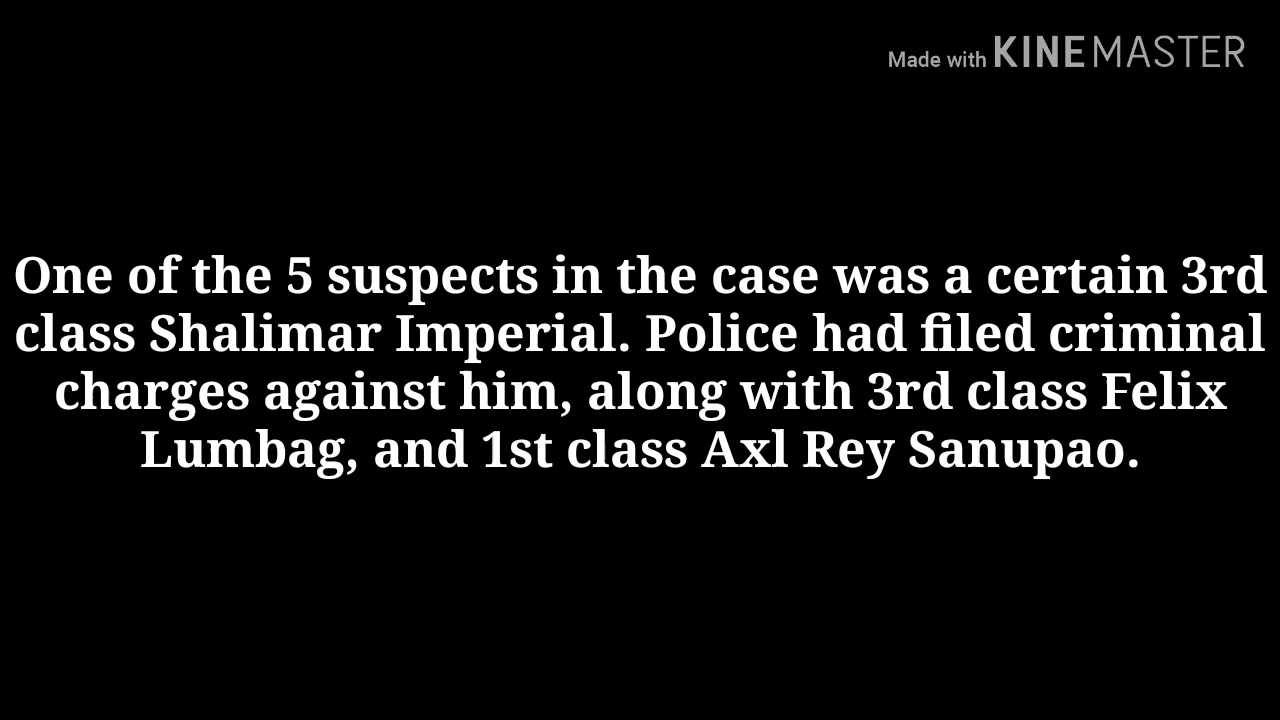 Made with KINEMASTER
One of the 5 suspects in the case was a certain 3rd
class Shalimar Imperial. Police had filed criminal
charges against him, along with 3rd class Felix
Lumbag, and 1st class Axl Rey Sanupao.